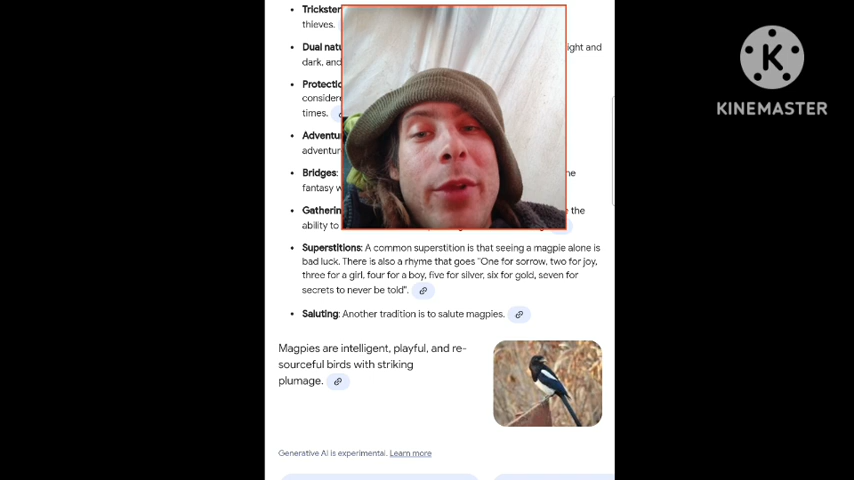 Trickster
thieves.
Dual natu ight and
dark, and
Protectio
considere
times.
Adventu
adventur
Bridges: he
fantasy w
Gatherin e the
ability to
Superstitions: A common superstition is that seeing a magpie alone is
bad luck. There is also a rhyme that goes "One for sorrow, two for joy,
three for a girl, four for a boy, five for silver, six for gold, seven for
secrets to never be told".
Saluting: Another tradition is to salute magpies.
Magpies are intelligent, playful, and re-
sourceful birds with striking
plumage.
Generative AI is experimental. Learn more
K
KINEMASTER